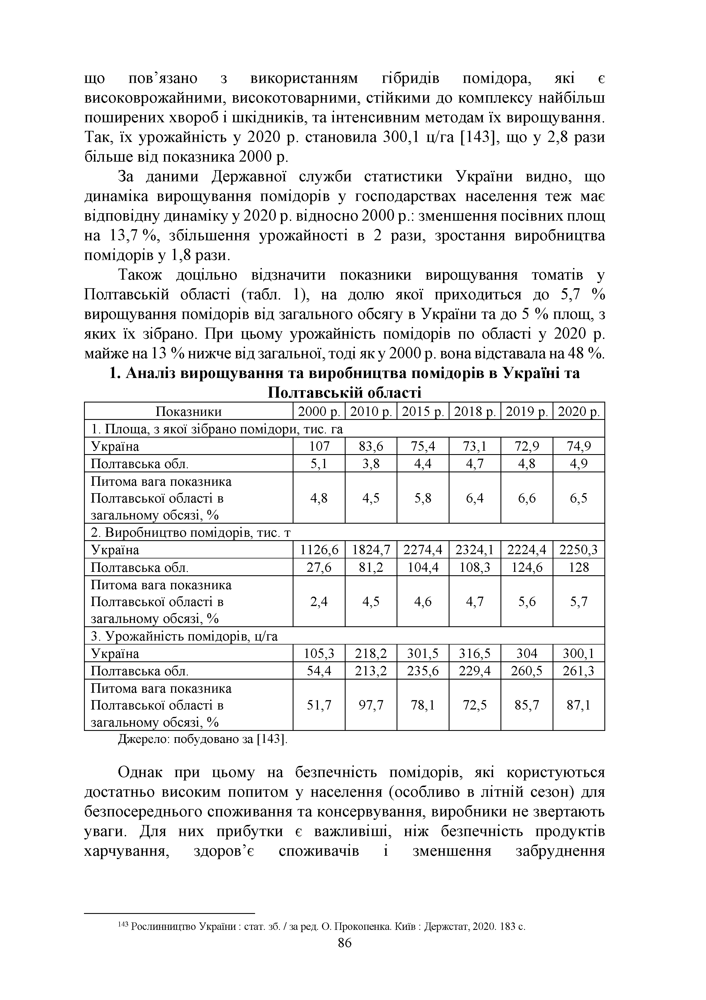 що пов’язано з використанням гібридів помідора, які є
високоврожайними, високотоварними, стійкими до комплексу найбільш
поширених хвороб і шкідників, та інтенсивним методам їх вирощування.
Так, їх урожайність у 2020 р. становила 300,1 ц/га [143], що у 2,8 рази
більше від показника 2000 р.
За даними Державної служби статистики України видно, що
динаміка вирощування помідорів у господарствах населення теж має
відповідну динаміку у 2020 р. відносно 2000 р.: зменшення посівних площ
на 13,7 %, збільшення урожайності в 2 рази, зростання виробництва
помідорів у 1,8 рази.
Також доцільно відзначити показники вирощування томатів у
Полтавській області (табл. 1), на долю якої приходиться до 5,7 %
вирощування помідорів від загального обсягу в України та до 5 % площ, з
яких їх зібрано. При цьому урожайність помідорів по області у 2020 р.
майже на 13 % нижче від загальної, тоді як у 2000 р. вона відставала на 48 %.
1. Аналіз вирощування та виробництва помідорів в Україні та
Полтавській області
Показники 2000 р. 2010 р. 2015 р. 2018 р. 2019 р. 2020 р.
1. Площа, з якої зібрано помідори, тис. га
Україна 107 83,6 75,4 73,1 72,9 74,9
Полтавська обл. 5,1 3,8 4,4 4,7 4,8 4,9
Питома вага показника
Полтавської області в 4,8 4,5 5,8 6,4 6,6 6,5
загальному обсязі, %
2. Виробництво помідорів, тис. т
Україна 1126,6 1824,7 2274,4 2324,1 2224,4 2250,3
Полтавська обл. 27,6 81,2 104,4 108,3 124,6 128
Питома вага показника
Полтавської області в 2,4 4,5 4,6 4,7 5,6 5,7
загальному обсязі, %
3. Урожайність помідорів, ц/га
Україна 105,3 218,2 301,5 316,5 304 300,1
Полтавська обл. 54,4 213,2 235,6 229,4 260,5 261,3
Питома вага показника
Полтавської області в 51,7 97,7 78,1 72,5 85,7 87,1
загальному обсязі, %
Джерело: побудовано за [143].
Однак при цьому на безпечність помідорів, які користуються
достатньо високим попитом у населення (особливо в літній сезон) для
безпосереднього споживання та консервування, виробники не звертають
уваги. Для них прибутки є важливіші, ніж безпечність продуктів
харчування, здоров’є споживачів і зменшення забруднення
143 Рослинництво України : стат. зб. / за ред. О. Прокопенка. Київ : Держстат, 2020. 183 с.
86